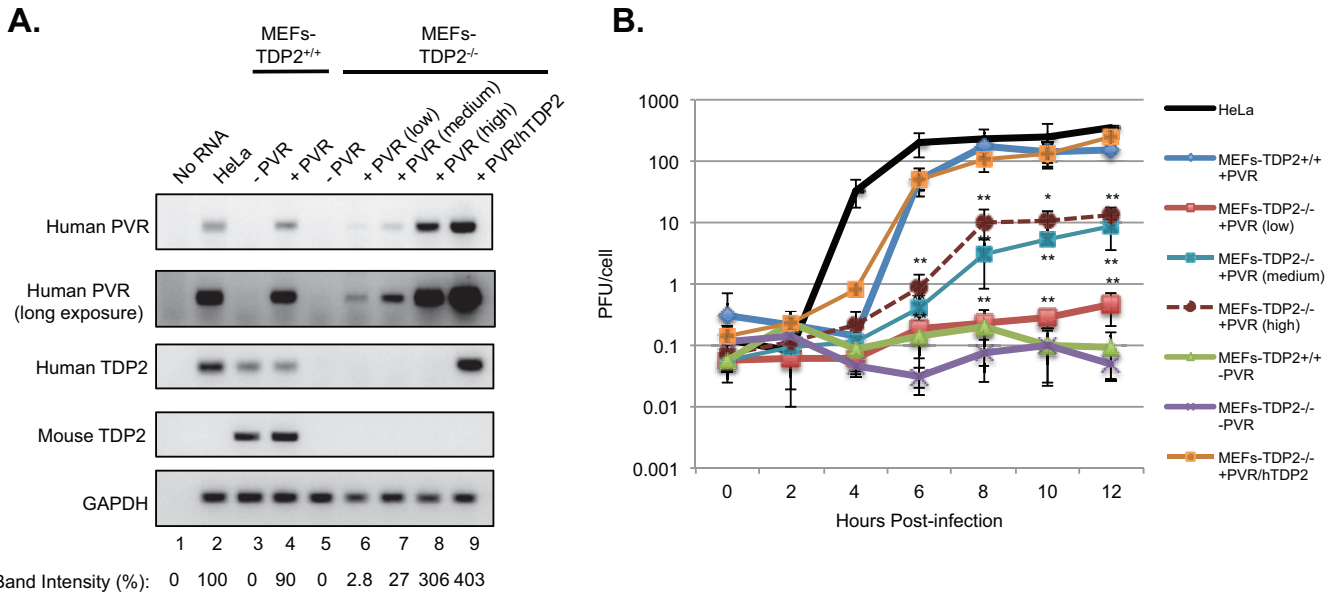 A.
MEFs-
TDP2+/+
MEFs-
TDP2-/-
No RNA
HeLa
- PVR
+ PVR
- PVR
+ PVR (low)
+ PVR (medium)
+ PVR (high)
+ PVR/hTDP2
Human PVR
Human PVR
(long exposure)
Human TDP2
Mouse TDP2
GAPDH
1 2 3 4 5 6 7 8 9
Band Intensity (%): 0 100 0 90 0 2.8 27 306 403
B.
PFU/cell
1000
100
10
1
0.1
0.01
0.001
** * **
**
** **
** ** **
**
0 2 4 6 8 10 12
Hours Post-infection
HeLa
MEFs-TDP2+/+
+PVR
MEFs-TDP2-/-
+PVR (low)
MEFs-TDP2-/-
+PVR (medium)
MEFs-TDP2-/-
+PVR (high)
MEFs-TDP2+/+
-PVR
MEFs-TDP2-/-
-PVR
MEFs-TDP2-/-
+PVR/hTDP2